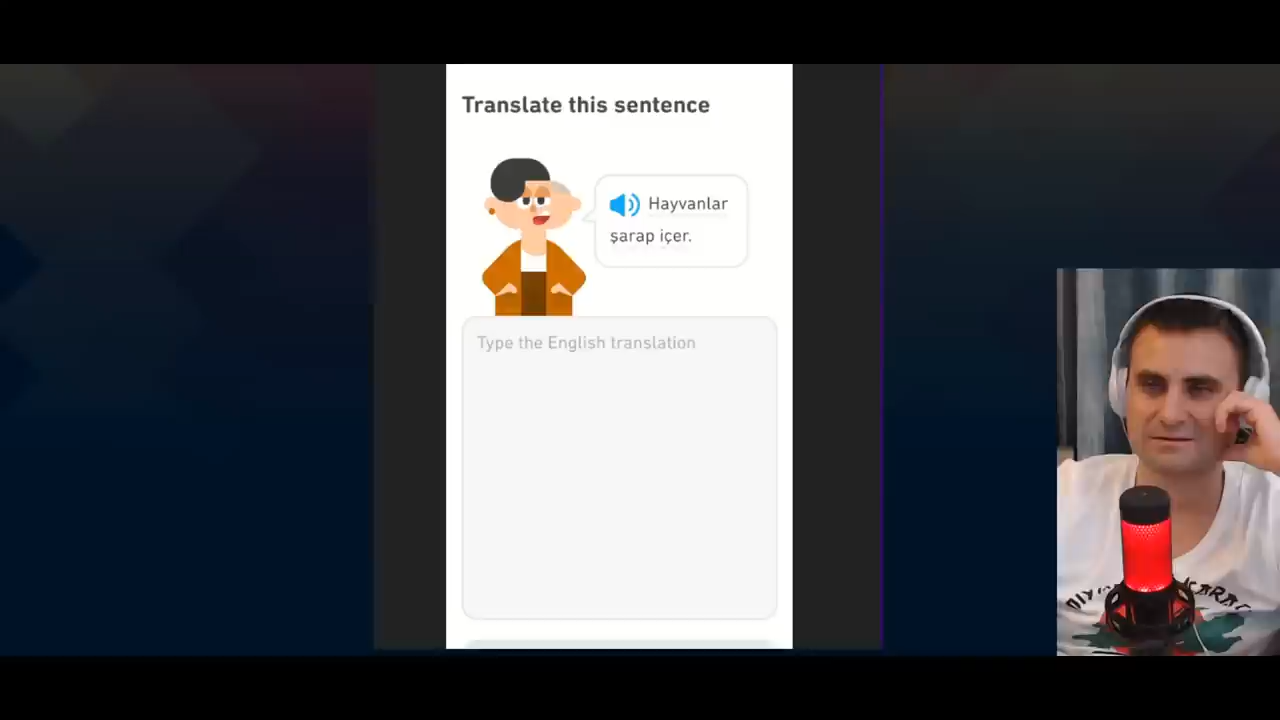 Translate this sentence
Hayvanlar
şarap içer.
Type the English translation